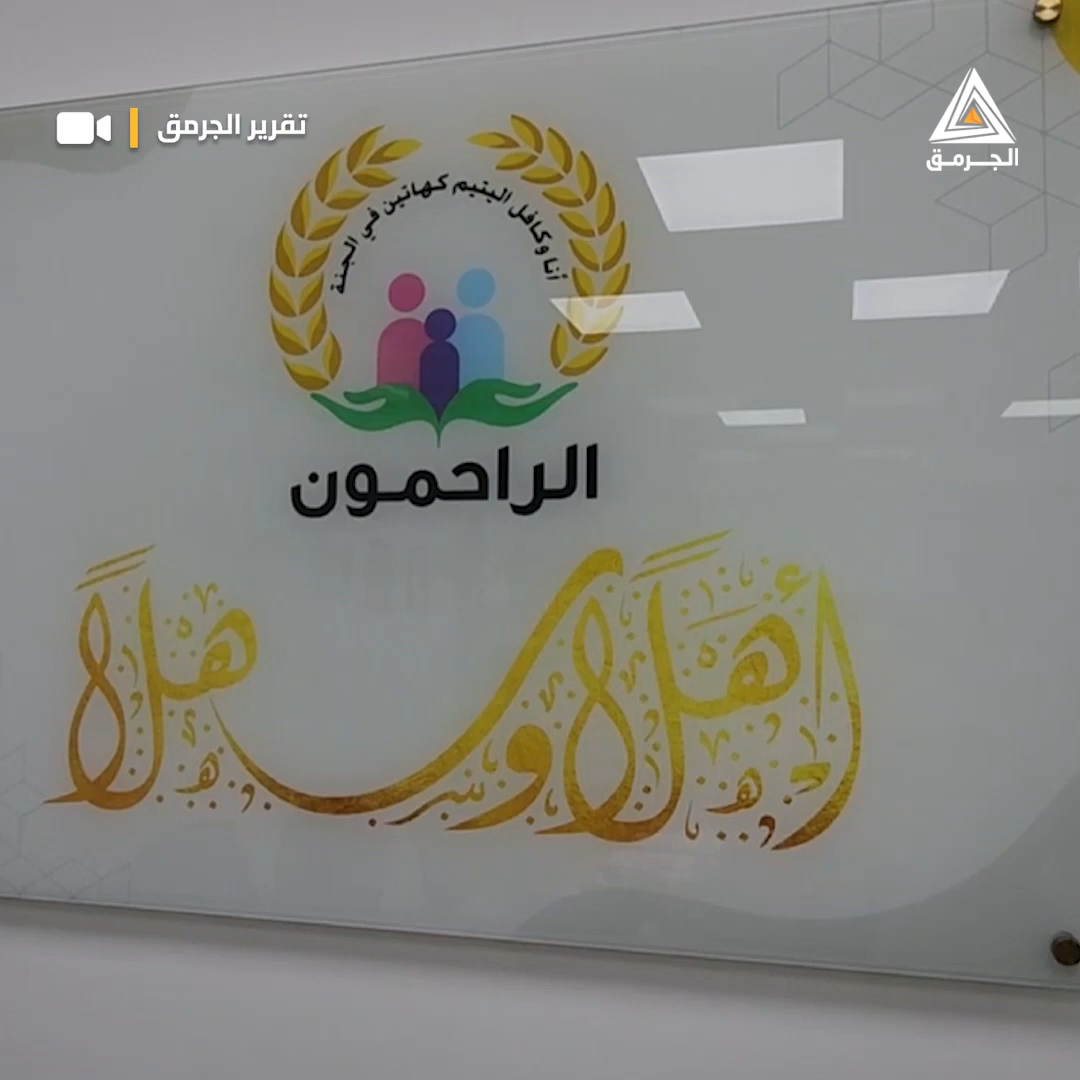 تقرير الجرمق
الجرمق
أنا وكافل اليتيم كهاتين في الجنة
الراحمون
أهلا وسهلا